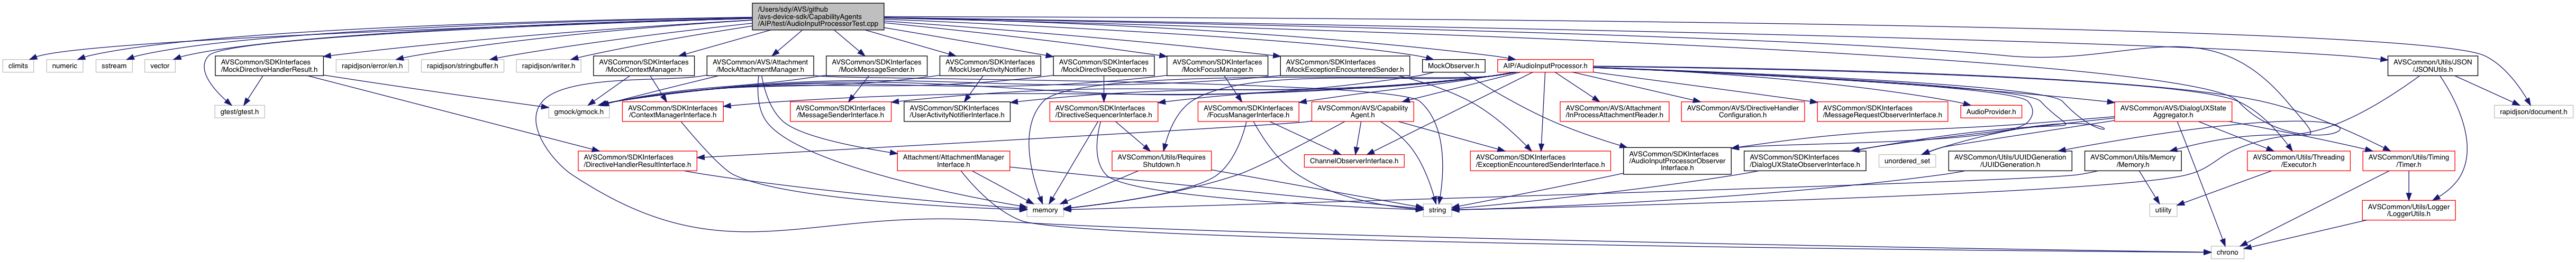 /Users/sdy/AVS/github
/avs-device-sdk/CapabilityAgents
/AIP/test/AudioInputProcessorTest.cpp
climits
numeric
sstream
vector
AVSCommon/SDKInterfaces
/MockDirectiveHandlerResult.h
rapidjson/error/en.h
rapidjson/stringbuffer.h
rapidjson/writer.h
AVSCommon/SDKInterfaces
/MockContextManager.h
AVSCommon/AVS/Attachment
/MockAttachmentManager.h
AVSCommon/SDKInterfaces
/MockMessageSender.h
AVSCommon/SDKInterfaces
/MockUserActivityNotifier.h
AVSCommon/SDKInterfaces
/MockDirectiveSequencer.h
AVSCommon/SDKInterfaces
/MockFocusManager.h
AVSCommon/SDKInterfaces
/MockExceptionEncounteredSender.h
MockObserver.h
AIP/AudioInputProcessor.h
AVSCommon/Utils/JSON
/JSONUtils.h
gtest/gtest.h
gmock/gmock.h
AVSCommon/SDKInterfaces
/ContextManagerInterface.h
AVSCommon/SDKInterfaces
/MessageSenderInterface.h
AVSCommon/SDKInterfaces
/UserActivityNotifierInterface.h
AVSCommon/SDKInterfaces
/DirectiveSequencerInterface.h
AVSCommon/SDKInterfaces
/FocusManagerInterface.h
AVSCommon/AVS/Capability
Agent.h
AVSCommon/AVS/Attachment
/InProcessAttachmentReader.h
AVSCommon/AVS/DirectiveHandler
Configuration.h
AVSCommon/SDKInterfaces
/MessageRequestObserverInterface.h
AudioProvider.h
AVSCommon/AVS/DialogUXState
Aggregator.h
rapidjson/document.h
AVSCommon/SDKInterfaces
/DirectiveHandlerResultInterface.h
Attachment/AttachmentManager
Interface.h
AVSCommon/Utils/Requires
Shutdown.h
ChannelObserverInterface.h
AVSCommon/SDKInterfaces
/ExceptionEncounteredSenderInterface.h
AVSCommon/SDKInterfaces
/AudioInputProcessorObserver
Interface.h
AVSCommon/SDKInterfaces
/DialogUXStateObserverInterface.h
unordered_set
AVSCommon/Utils/UUIDGeneration
/UUIDGeneration.h
AVSCommon/Utils/Memory
/Memory.h
AVSCommon/Utils/Threading
/Executor.h
AVSCommon/Utils/Timing
/Timer.h
memory
string
utility
AVSCommon/Utils/Logger
/LoggerUtils.h
chrono